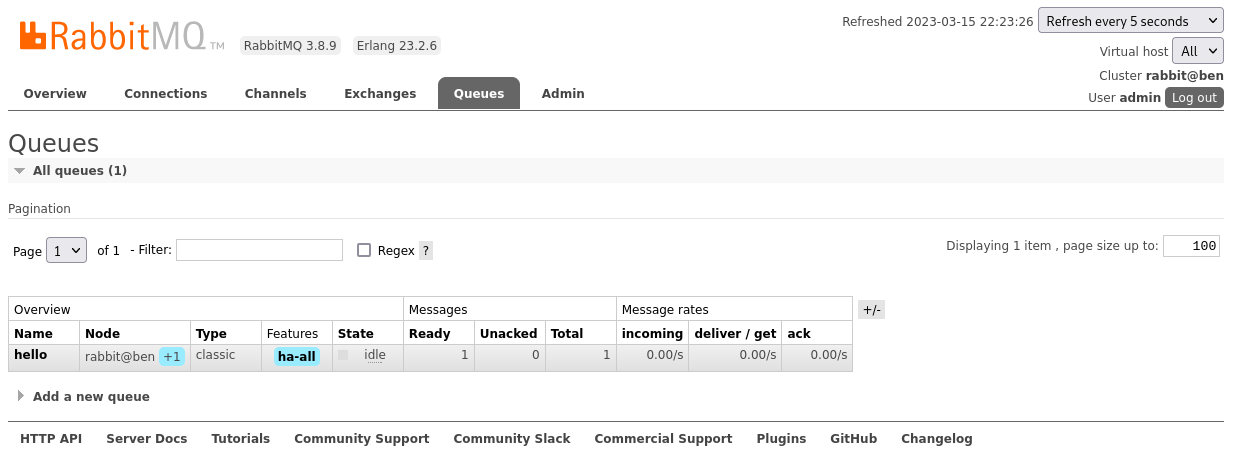 RabbitMQ TM RabbitMQ 3.8.9 Erlang 23.2.6
Refreshed 2023-03-15 22:23:26 Refresh every 5 seconds
Virtual host All
Cluster rabbit@ben
User admin Log out
Overview Connections Channels Exchanges Queues Admin
Queues
All queues (1)
Pagination
Page 1 of 1 - Filter: Regex ? Displaying 1 item , page size up to: 100
Overview Messages Message rates +/-
Name Node Type Features State Ready Unacked Total incoming deliver / get ack
hello rabbit@ben +1 classic ha-all idle 1 0 1 0.00/s 0.00/s 0.00/s
Add a new queue
HTTP API Server Docs Tutorials Community Support Community Slack Commercial Support Plugins GitHub Changelog